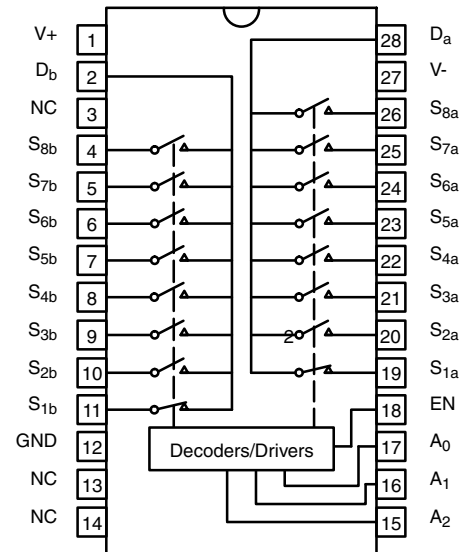 V+ 1 28 Da
Db 2 27 V-
NC 3 26 S8a
S8b 4 25 S7a
S7b 5 24 S6a
S6b 6 23 S5a
S5b 7 22 S4a
S4b 8 21 S3a
S3b 9 2 20 S2a
S2b 10 19 S1a
S1b 11 18 EN
GND 12 Decoders/Drivers 17 A0
NC 13 16 A1
NC 14 15 A2